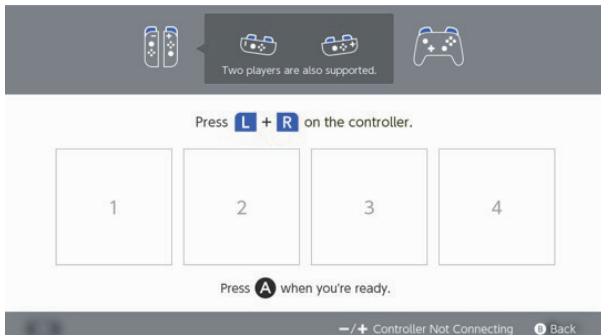 Two players are also supported.
Press L + R on the controller.
1 2 3 4
Press A when you're ready.
−/+ Controller Not Connecting B Back